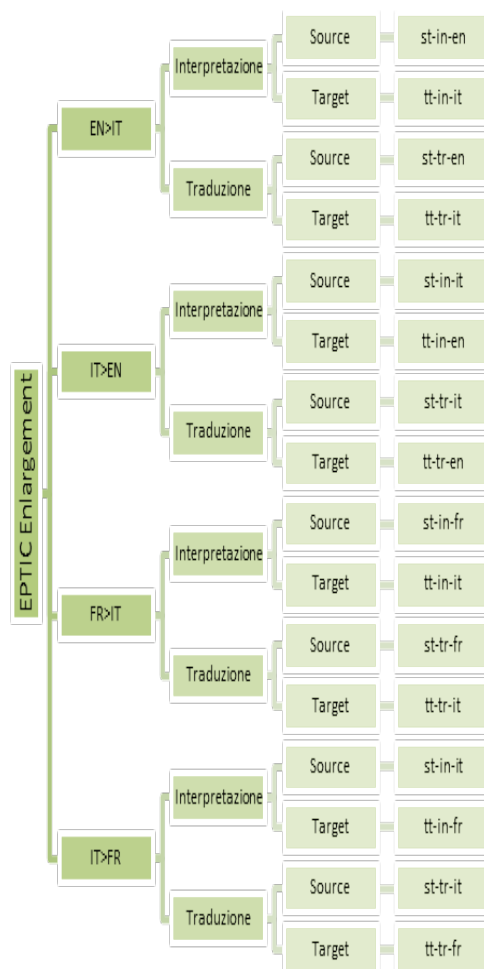 EPTIC Enlargement
EN>IT
Interpretazione
Source
st-in-en
Target
tt-in-it
Traduzione
Source
st-tr-en
Target
tt-tr-it
IT>EN
Interpretazione
Source
st-in-it
Target
tt-in-en
Traduzione
Source
st-tr-it
Target
tt-tr-en
FR>IT
Interpretazione
Source
st-in-fr
Target
tt-in-it
Traduzione
Source
st-tr-fr
Target
tt-tr-it
IT>FR
Interpretazione
Source
st-in-it
Target
tt-in-fr
Traduzione
Source
st-tr-it
Target
tt-tr-fr